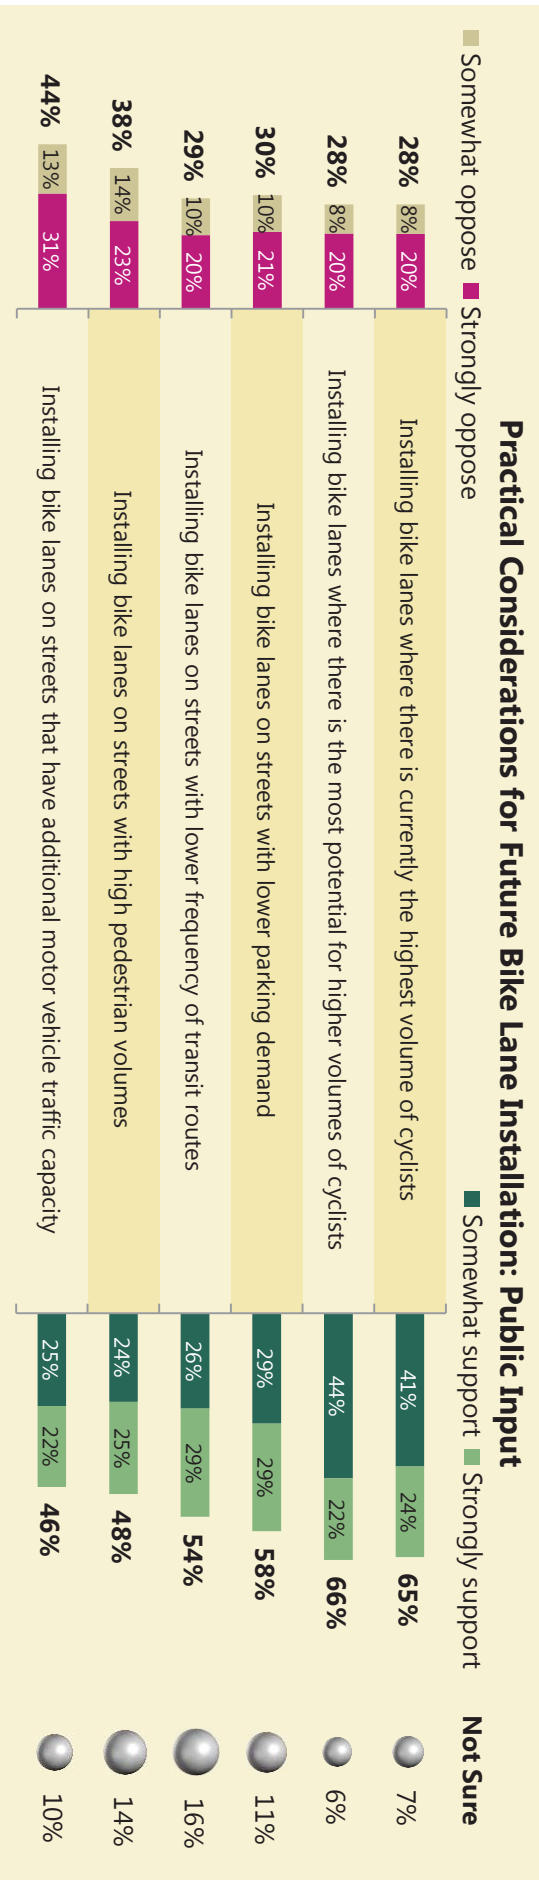 Practical Considerations for Future Bike Lane Installation: Public Input
Somewhat oppose Strongly oppose Somewhat support Strongly support Not Sure
28% 8% 20% Installing bike lanes where there is currently the highest volume of cyclists 41% 24% 65% 7%
28% 8% 20% Installing bike lanes where there is the most potential for higher volumes of cyclists 44% 22% 66% 6%
30% 10% 21% Installing bike lanes on streets with lower parking demand 29% 29% 58% 11%
29% 10% 20% Installing bike lanes on streets with lower frequency of transit routes 26% 29% 54% 16%
38% 14% 23% Installing bike lanes on streets with high pedestrian volumes 24% 25% 48% 14%
44% 13% 31% Installing bike lanes on streets that have additional motor vehicle traffic capacity 25% 22% 46% 10%